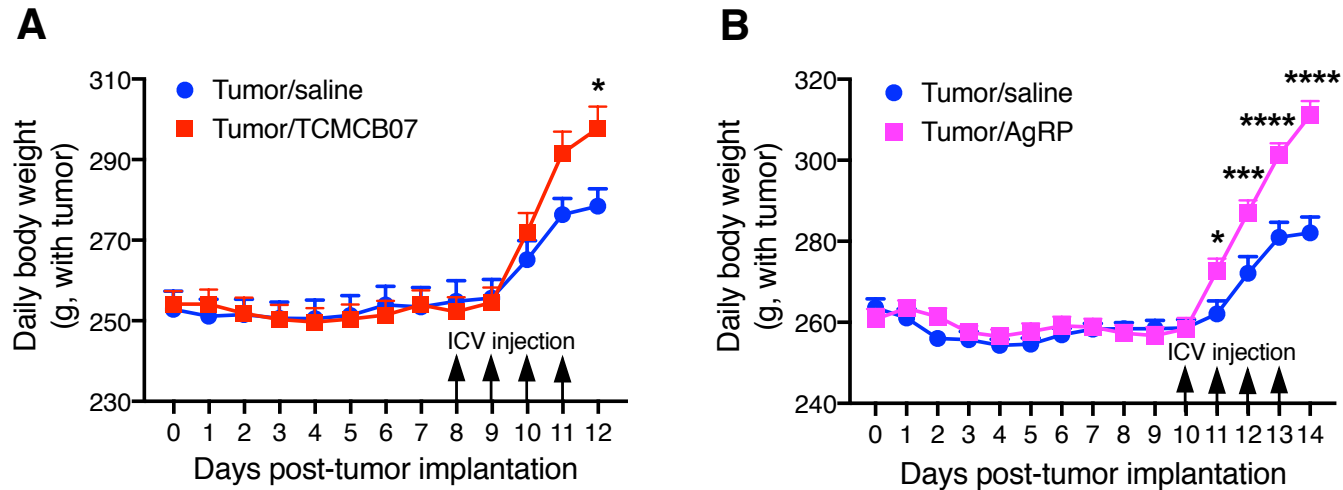 A
310
290
270
250
230
Daily body weight
(g, with tumor)
Tumor/saline
Tumor/TCMCB07
*
ICV injection
0 1 2 3 4 5 6 7 8 9 10 11 12
Days post-tumor implantation
B
320
300
280
260
240
Daily body weight
(g, with tumor)
Tumor/saline
Tumor/AgRP
*
***
****
****
ICV injection
0 1 2 3 4 5 6 7 8 9 10 11 12 13 14
Days post-tumor implantation